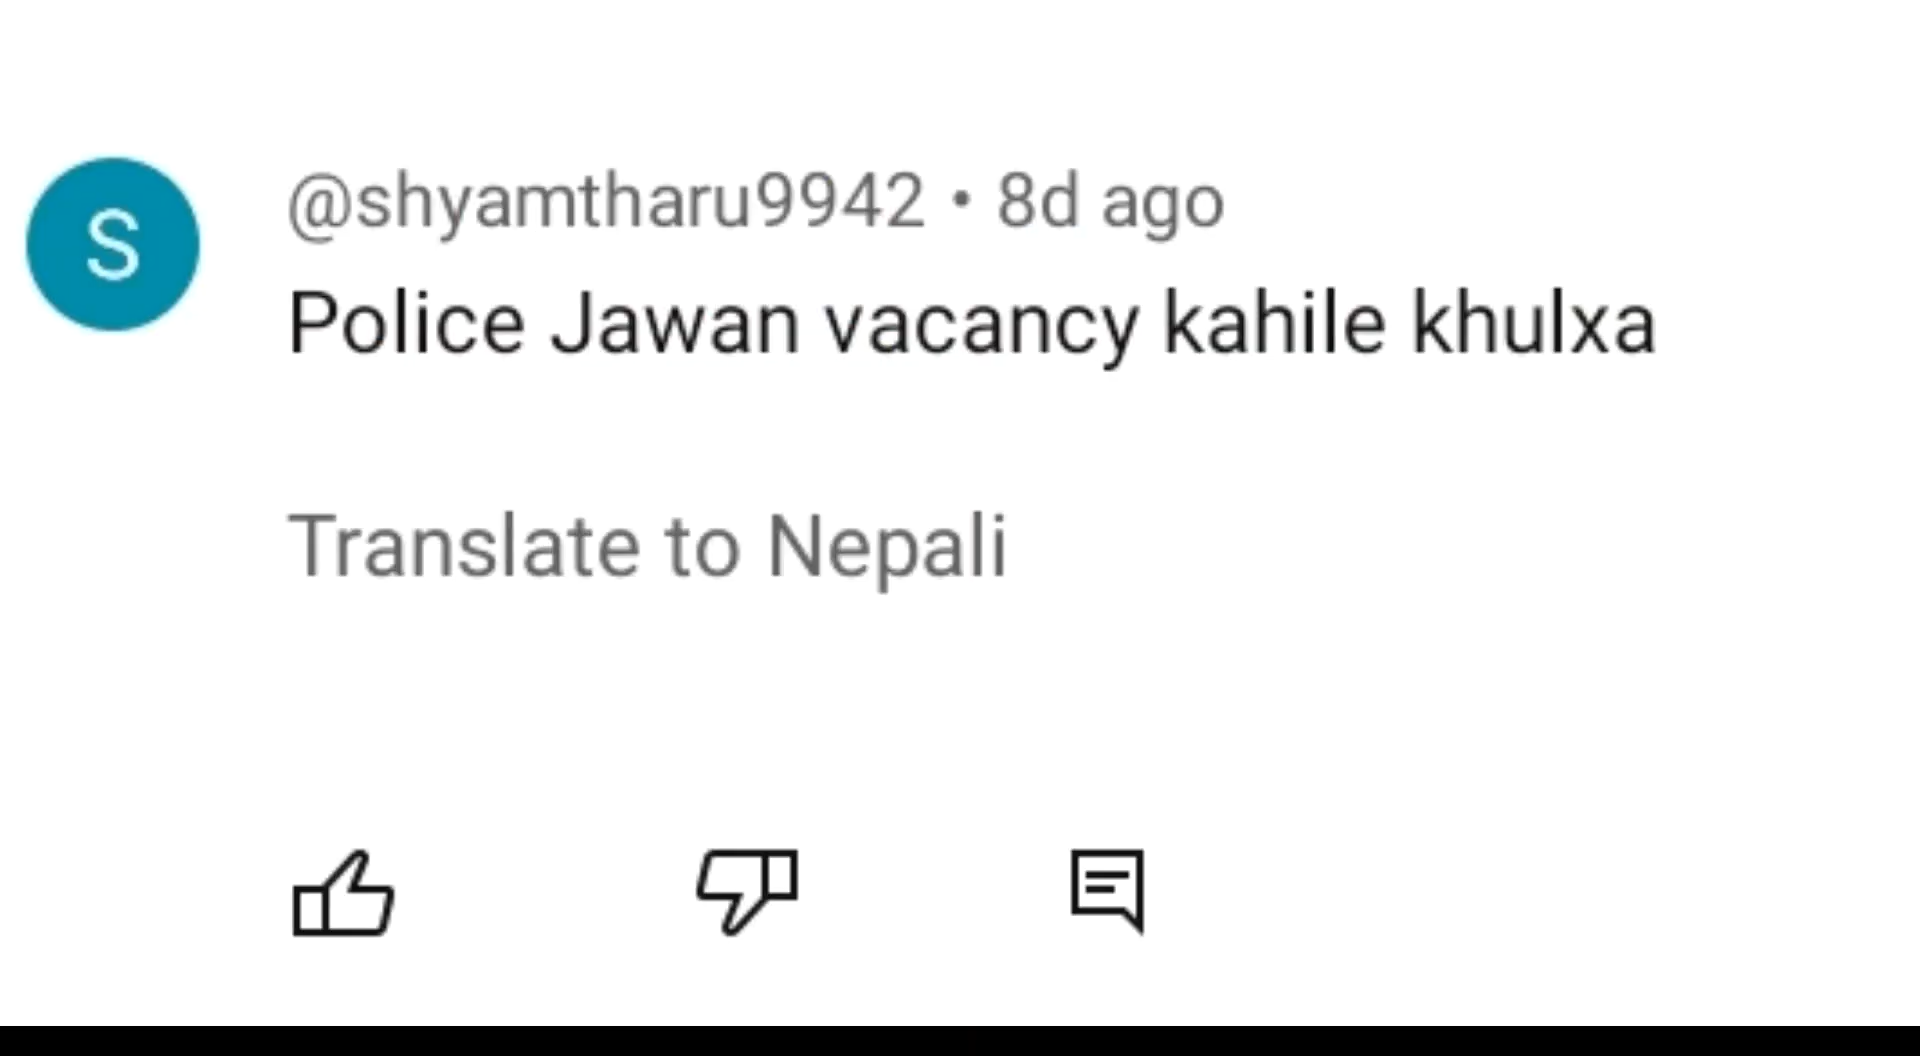 S
@shyamtharu9942 • 8d ago
Police Jawan vacancy kahile khulxa
Translate to Nepali